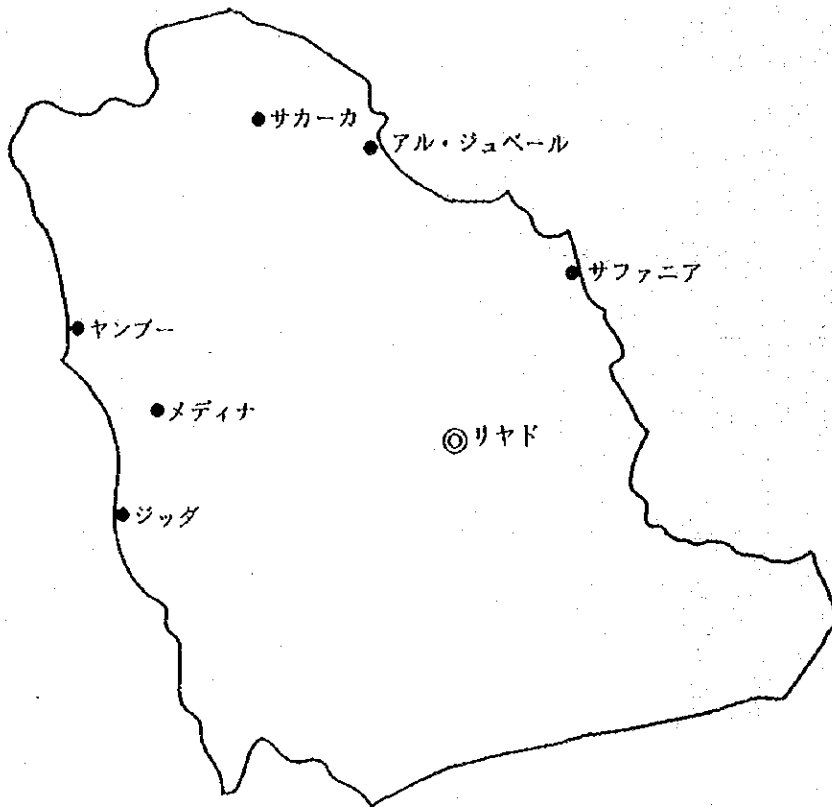 サカーカ
アル・ジュベール
サファニア
ヤンブー
メディナ
リヤド
ジッダ